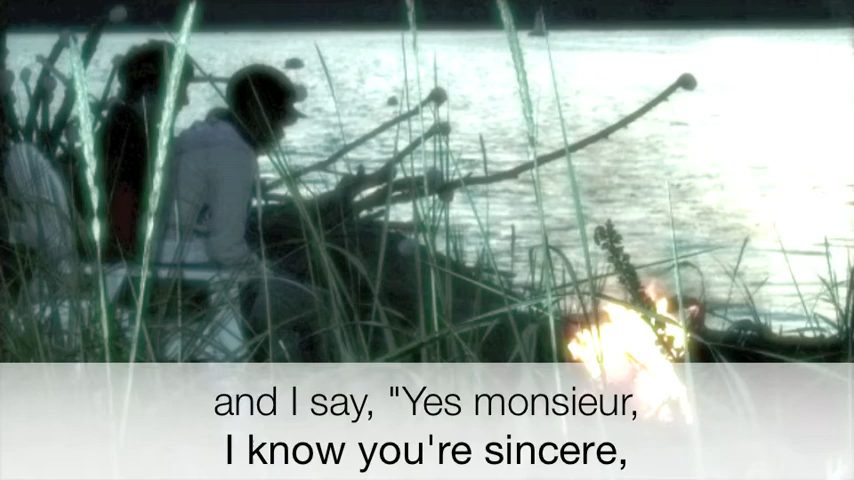 and I say, "Yes monsieur,
I know you're sincere,